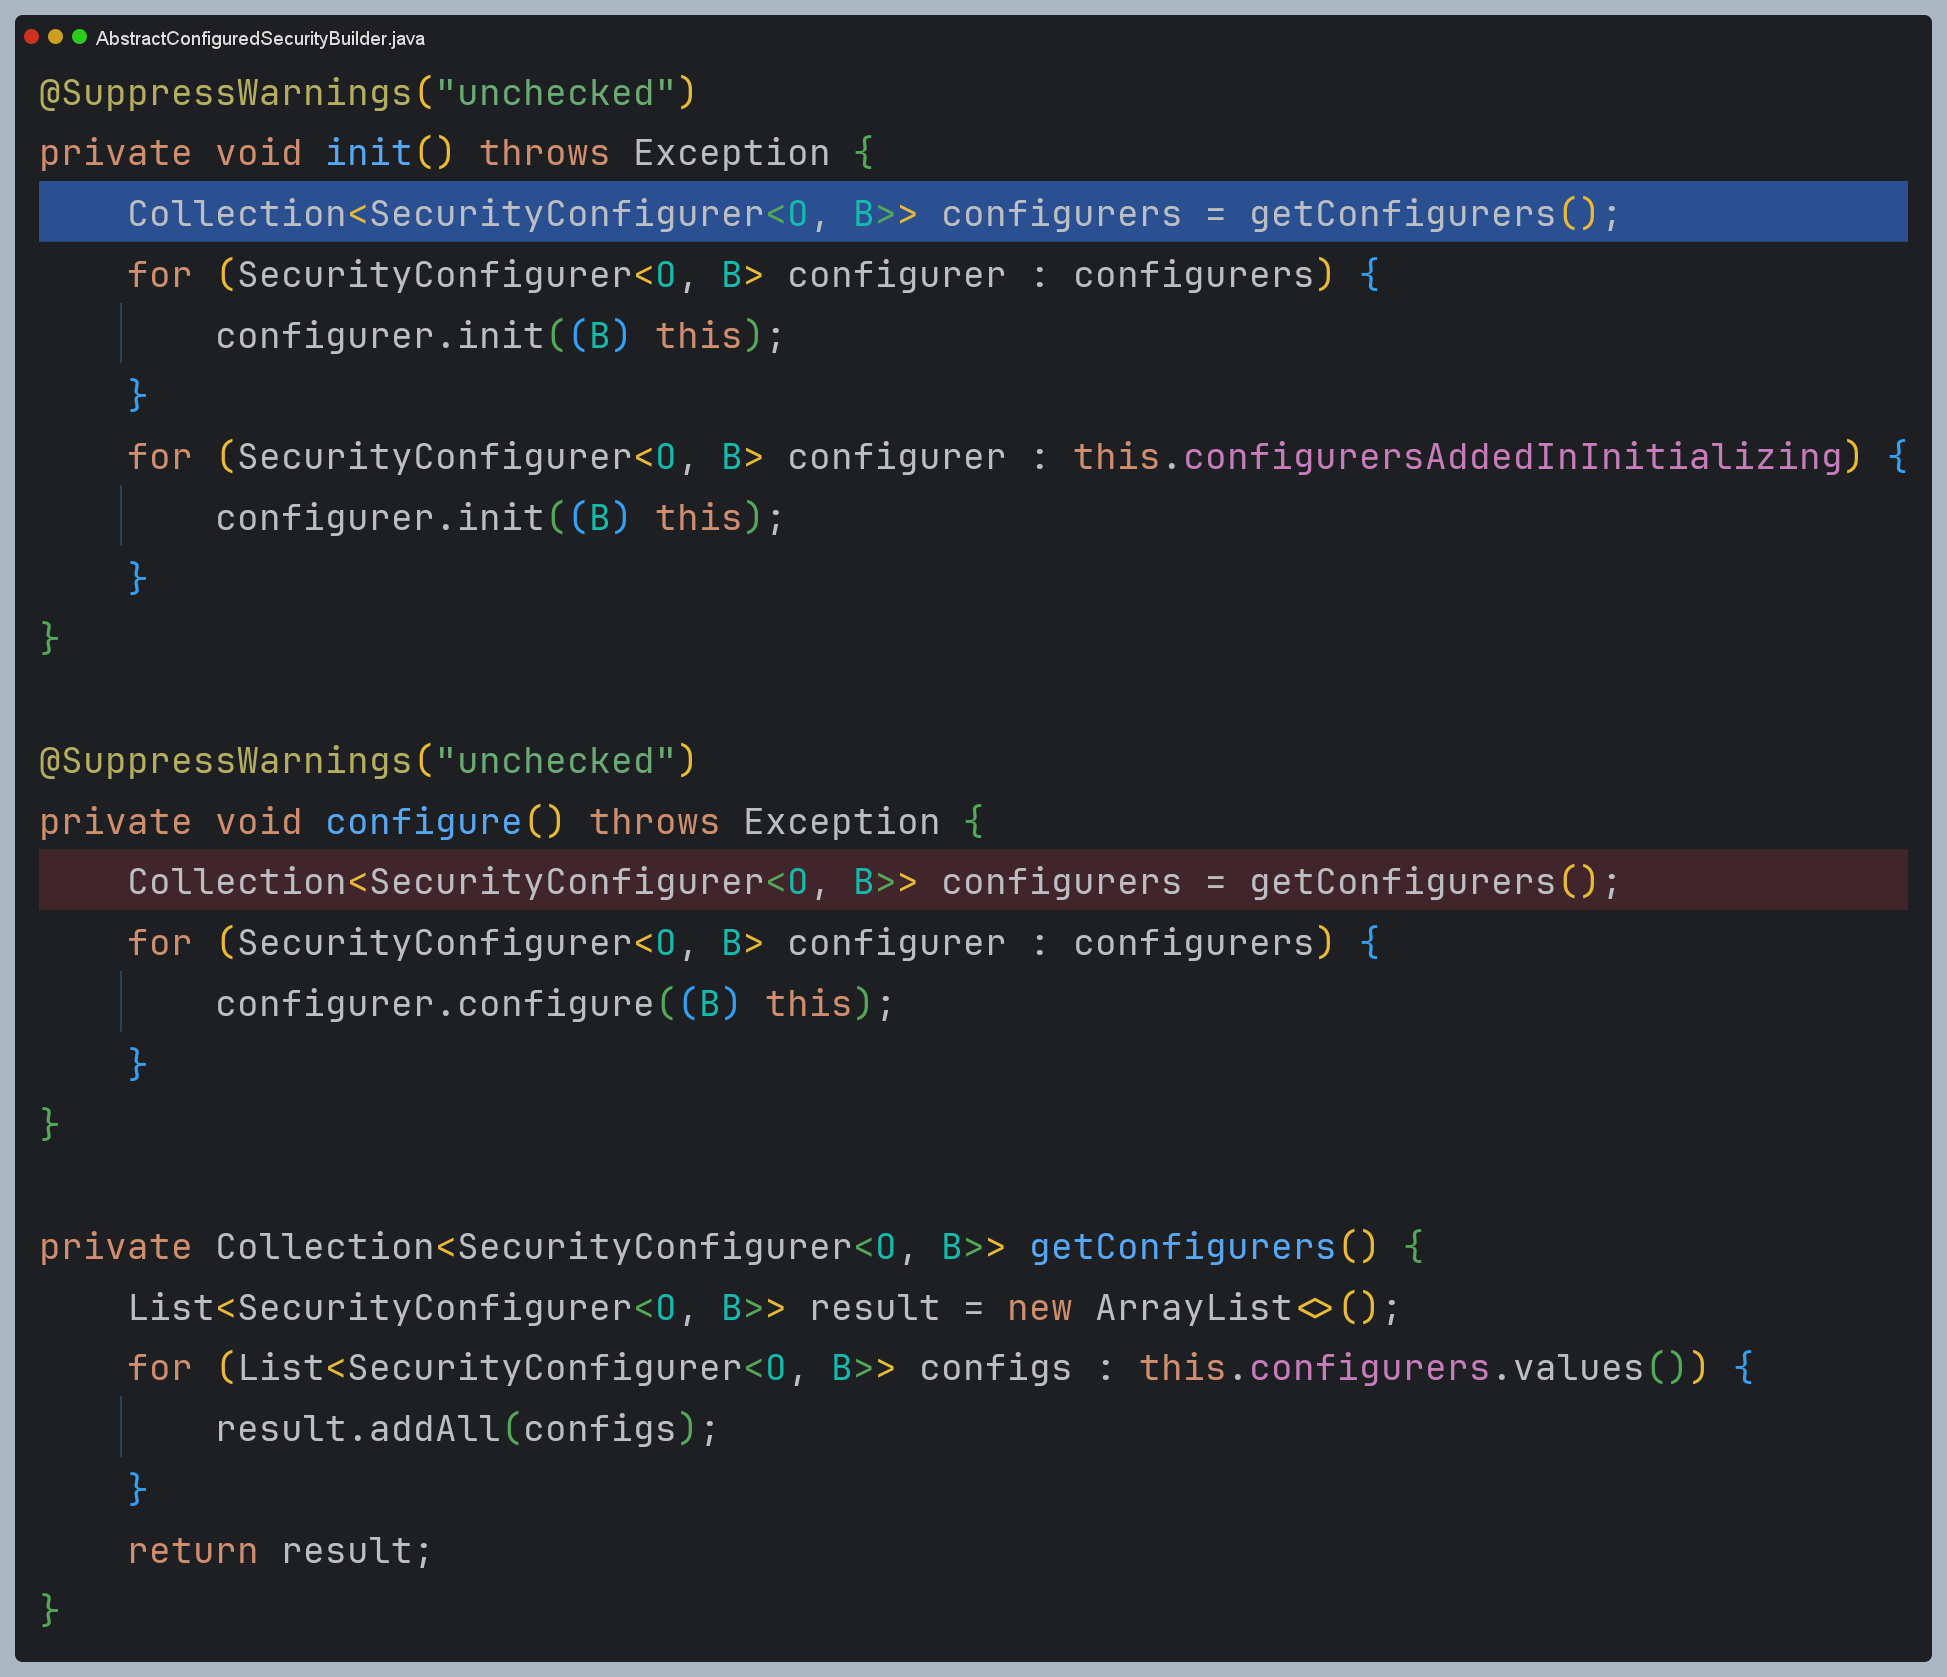 AbstractConfiguredSecurityBuilder.java
@SuppressWarnings("unchecked")
private void init() throws Exception {
    Collection<SecurityConfigurer<O, B>> configurers = getConfigurers();
    for (SecurityConfigurer<O, B> configurer : configurers) {
        configurer.init((B) this);
    }
    for (SecurityConfigurer<O, B> configurer : this.configurersAddedInInitializing) {
        configurer.init((B) this);
    }
}
@SuppressWarnings("unchecked")
private void configure() throws Exception {
    Collection<SecurityConfigurer<O, B>> configurers = getConfigurers();
    for (SecurityConfigurer<O, B> configurer : configurers) {
        configurer.configure((B) this);
    }
}
private Collection<SecurityConfigurer<O, B>> getConfigurers() {
    List<SecurityConfigurer<O, B>> result = new ArrayList<>();
    for (List<SecurityConfigurer<O, B>> configs : this.configurers.values()) {
        result.addAll(configs);
    }
    return result;
}